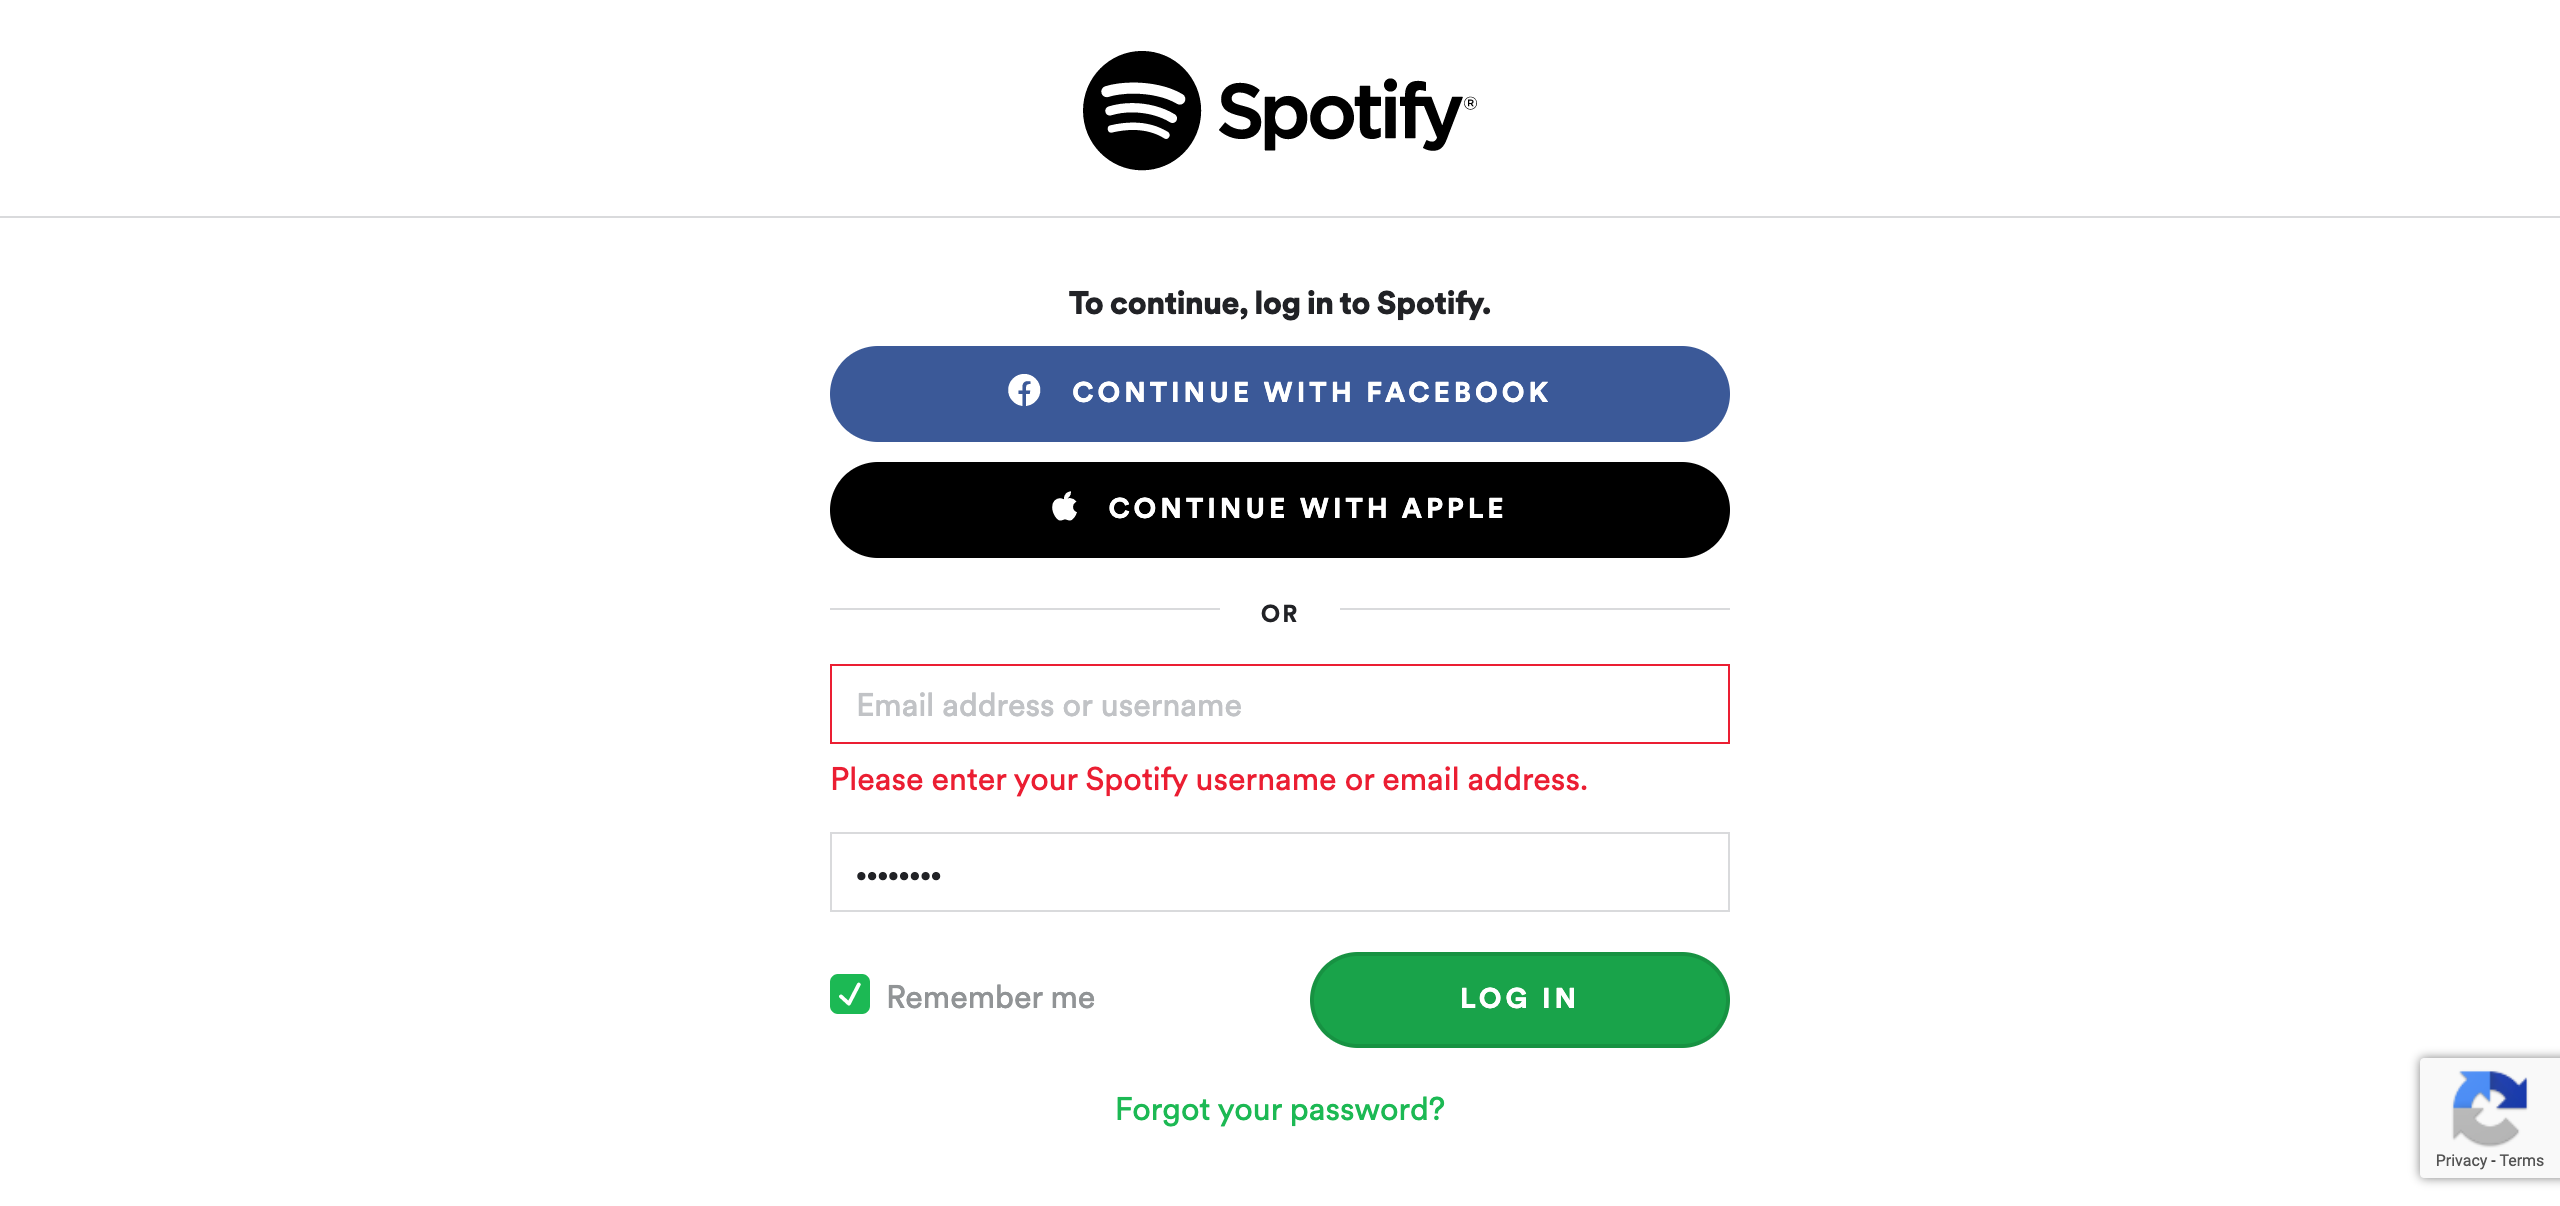 Spotify®
To continue, log in to Spotify.
CONTINUE WITH FACEBOOK
CONTINUE WITH APPLE
OR
Email address or username
Please enter your Spotify username or email address.
••••••••
Remember me
LOG IN
Forgot your password?
Privacy - Terms